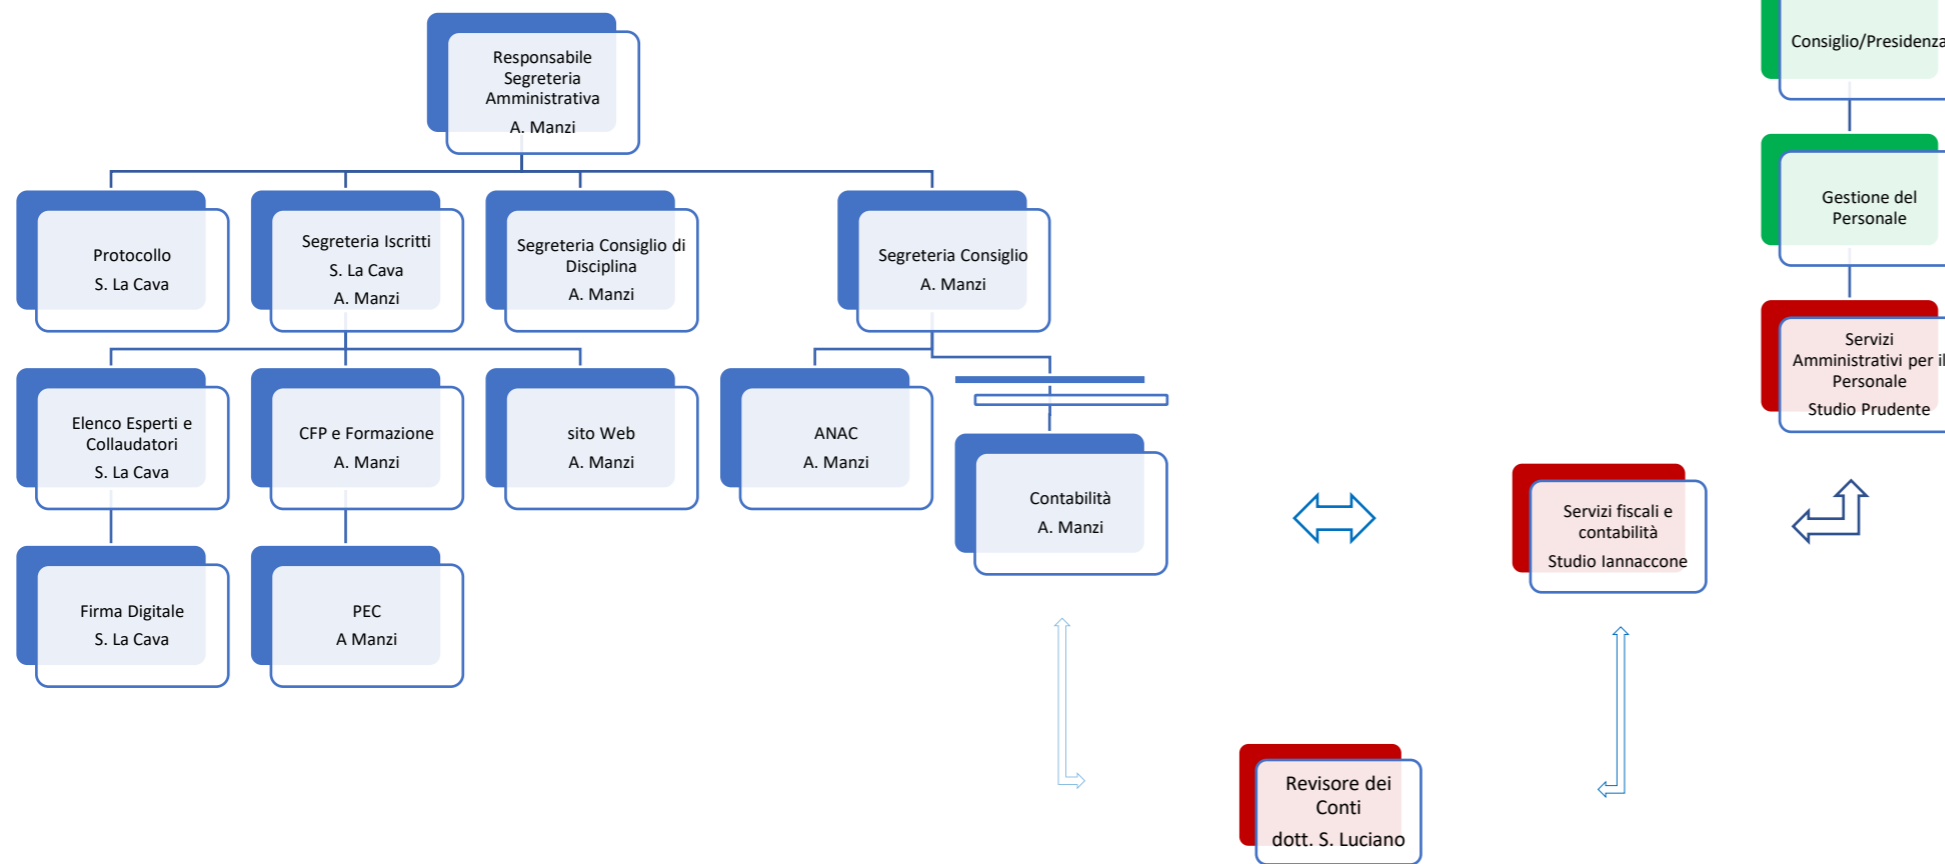 Responsabile
Segreteria
Amministrativa
A. Manzi
Consiglio/Presidenza
Protocollo
S. La Cava
Segreteria Iscritti
S. La Cava
A. Manzi
Segreteria Consiglio di
Disciplina
A. Manzi
Segreteria Consiglio
A. Manzi
Gestione del
Personale
Elenco Esperti e
Collaudatori
S. La Cava
CFP e Formazione
A. Manzi
sito Web
A. Manzi
ANAC
A. Manzi
Contabilità
A. Manzi
Servizi
Amministrativi per il
Personale
Studio Prudente
Servizi fiscali e
contabilità
Studio Iannaccone
Firma Digitale
S. La Cava
PEC
A Manzi
Revisore dei
Conti
dott. S. Luciano